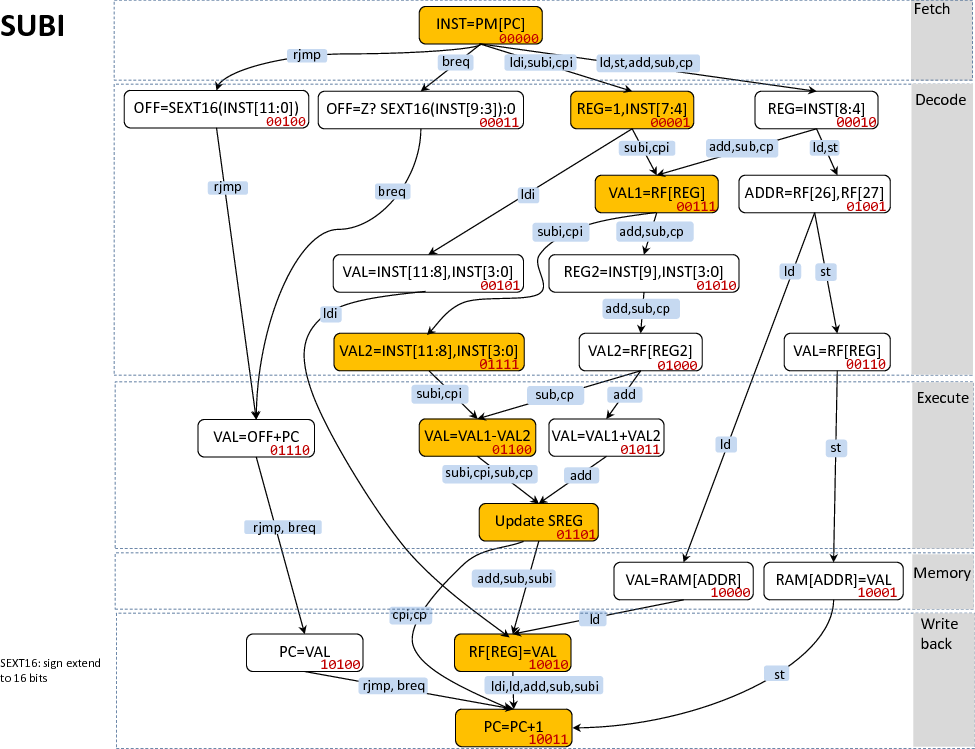 SUBI
Fetch
INST=PM[PC]
00000
rjmp
breq
ldi,subi,cpi
ld,st,add,sub,cp
Decode
OFF=SEXT16(INST[11:0])
00100
OFF=Z? SEXT16(INST[9:3]):0
00011
REG=1,INST[7:4]
00001
REG=INST[8:4]
00010
subi,cpi
add,sub,cp
ld,st
rjmp
breq
ldi
VAL1=RF[REG]
00111
ADDR=RF[26],RF[27]
01001
subi,cpi
add,sub,cp
VAL=INST[11:8],INST[3:0]
00101
REG2=INST[9],INST[3:0]
01010
ld
st
ldi
add,sub,cp
VAL2=INST[11:8],INST[3:0]
01111
VAL2=RF[REG2]
01000
VAL=RF[REG]
00110
Execute
subi,cpi
sub,cp
add
VAL=OFF+PC
01110
VAL=VAL1-VAL2
01100
VAL=VAL1+VAL2
01011
ld
st
subi,cpi,sub,cp
add
rjmp, breq
Update SREG
01101
Memory
add,sub,subi
VAL=RAM[ADDR]
10000
RAM[ADDR]=VAL
10001
cpi,cp
ld
Write
back
PC=VAL
10100
RF[REG]=VAL
10010
SEXT16: sign extend
to 16 bits
rjmp, breq
ldi,ld,add,sub,subi
st
PC=PC+1
10011